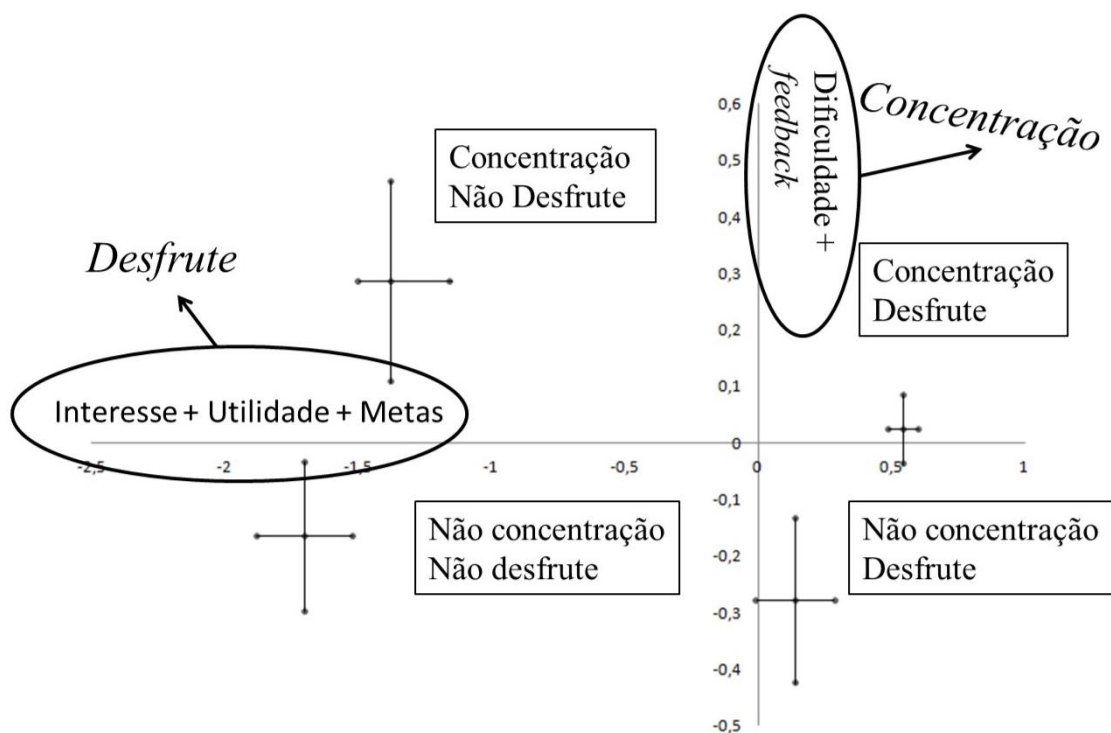 Dificuldade +
feedback
Concentração
0,6
0,5
0,4
0,3
0,2
0,1
0
-0,1
-0,2
-0,3
-0,4
-0,5
Concentração
Não Desfrute
Desfrute
Concentração
Desfrute
Interesse + Utilidade + Metas
-2,5
-2
-1,5
-1
-0,5
0
0,5
1
Não concentração
Não desfrute
Não concentração
Desfrute